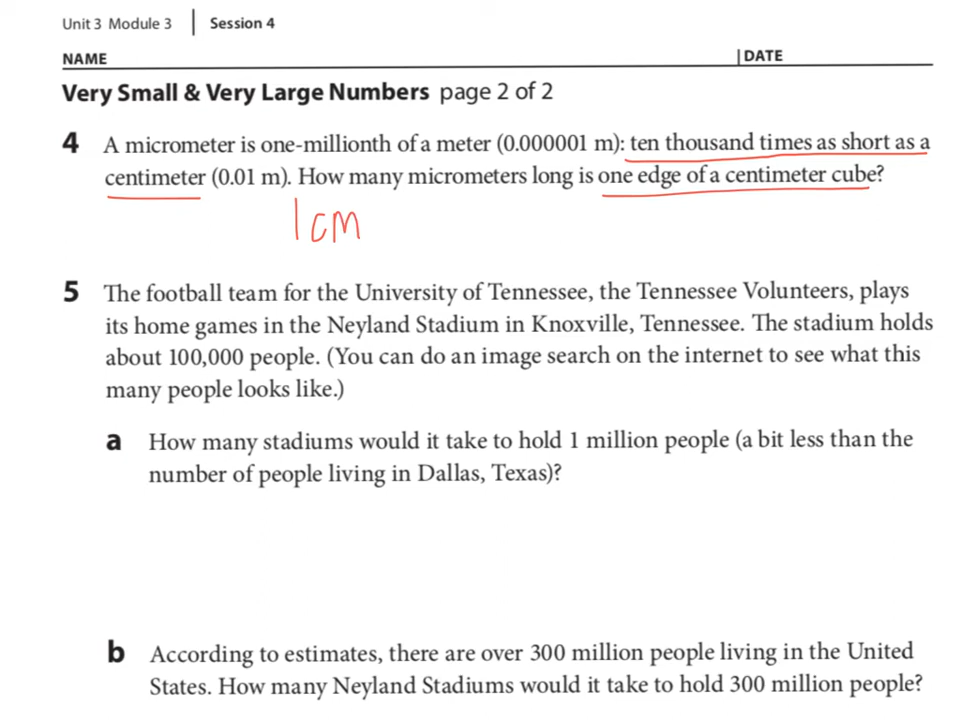 Unit 3 Module 3 | Session 4
NAME | DATE
Very Small & Very Large Numbers page 2 of 2
4 A micrometer is one-millionth of a meter (0.000001 m): ten thousand times as short as a
centimeter (0.01 m). How many micrometers long is one edge of a centimeter cube?
1 cm
5 The football team for the University of Tennessee, the Tennessee Volunteers, plays
its home games in the Neyland Stadium in Knoxville, Tennessee. The stadium holds
about 100,000 people. (You can do an image search on the internet to see what this
many people looks like.)
a How many stadiums would it take to hold 1 million people (a bit less than the
number of people living in Dallas, Texas)?
b According to estimates, there are over 300 million people living in the United
States. How many Neyland Stadiums would it take to hold 300 million people?